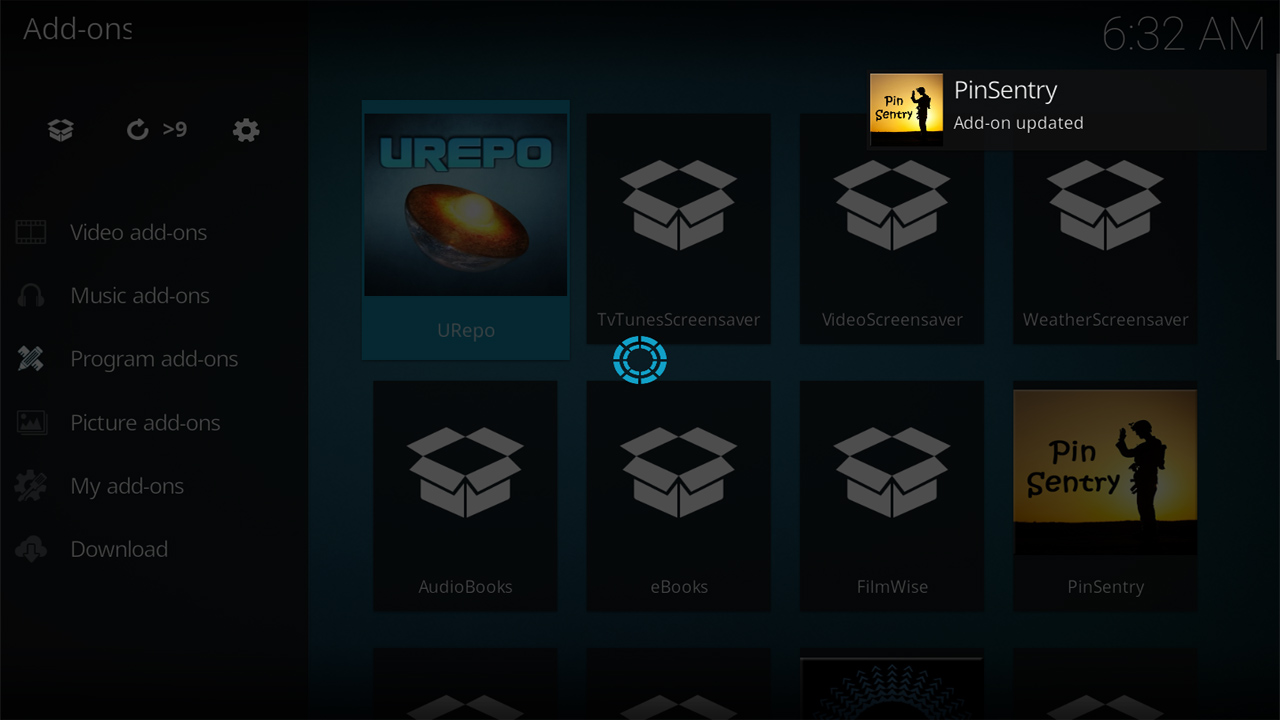 Add-ons
6:32 AM
PinSentry
Add-on updated
Pin
Sentry
>9
Video add-ons
Music add-ons
Program add-ons
Picture add-ons
My add-ons
Download
UREPO
URepo
TvTunesScreensaver
VideoScreensaver
WeatherScreensaver
Pin
Sentry
AudioBooks
eBooks
FilmWise
PinSentry